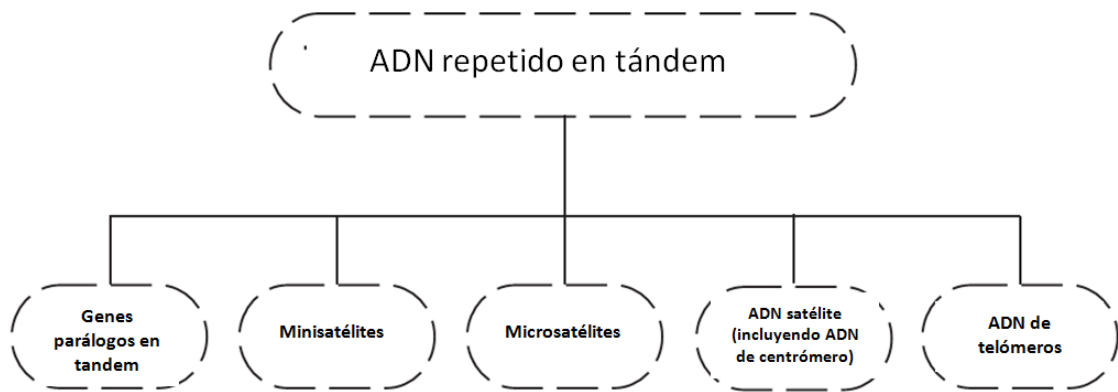 ADN repetido en tándem
Genes
parálogos en
tandem
Minisatélites
Microsatélites
ADN satélite
(incluyendo ADN
de centrómero)
ADN de
telómeros